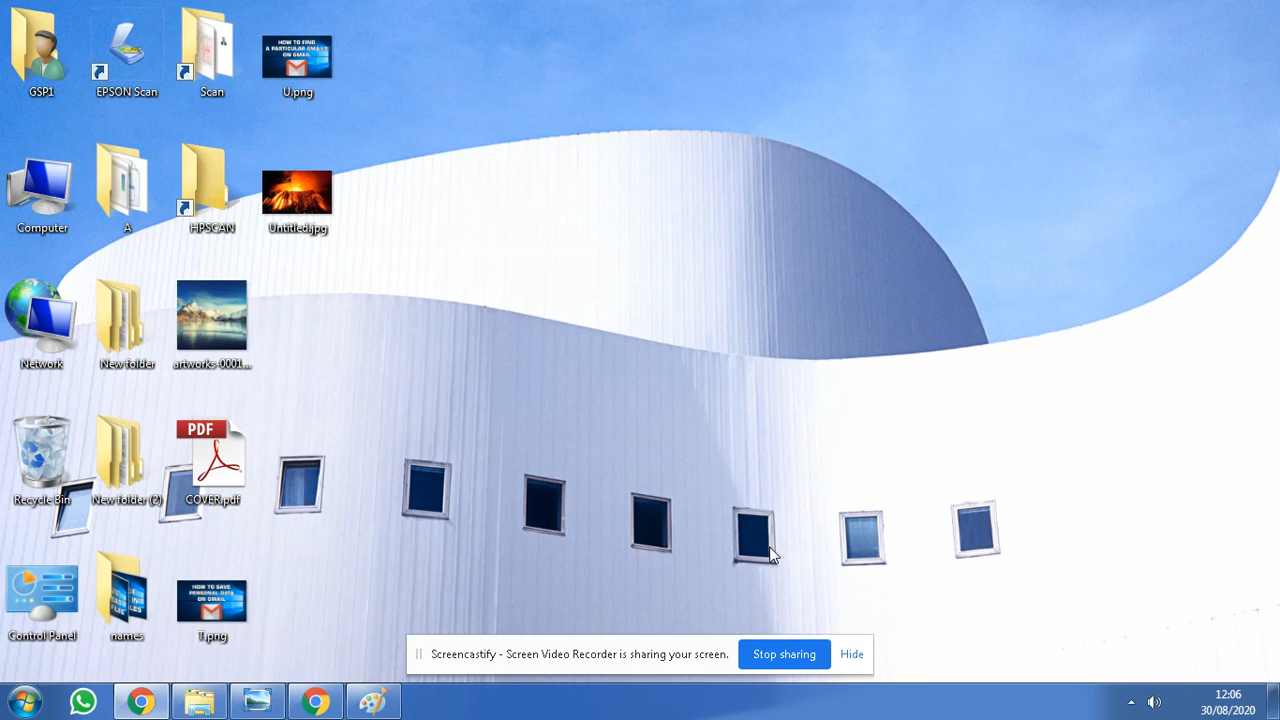 GSP1
EPSON Scan
Scan
HOW TO FIND
A PARTICULAR EMAILS
ON GMAIL
U.png
Computer
A
HPSCAN
Untitled.jpg
Network
New folder
artworks-0001...
Recycle Bin
New folder (2)
PDF
COVER.pdf
Control Panel
names
HOW TO SAVE
PERSONAL DATA
ON GMAIL
T.png
Screencastify - Screen Video Recorder is sharing your screen.
Stop sharing
Hide
12:06
30/08/2020